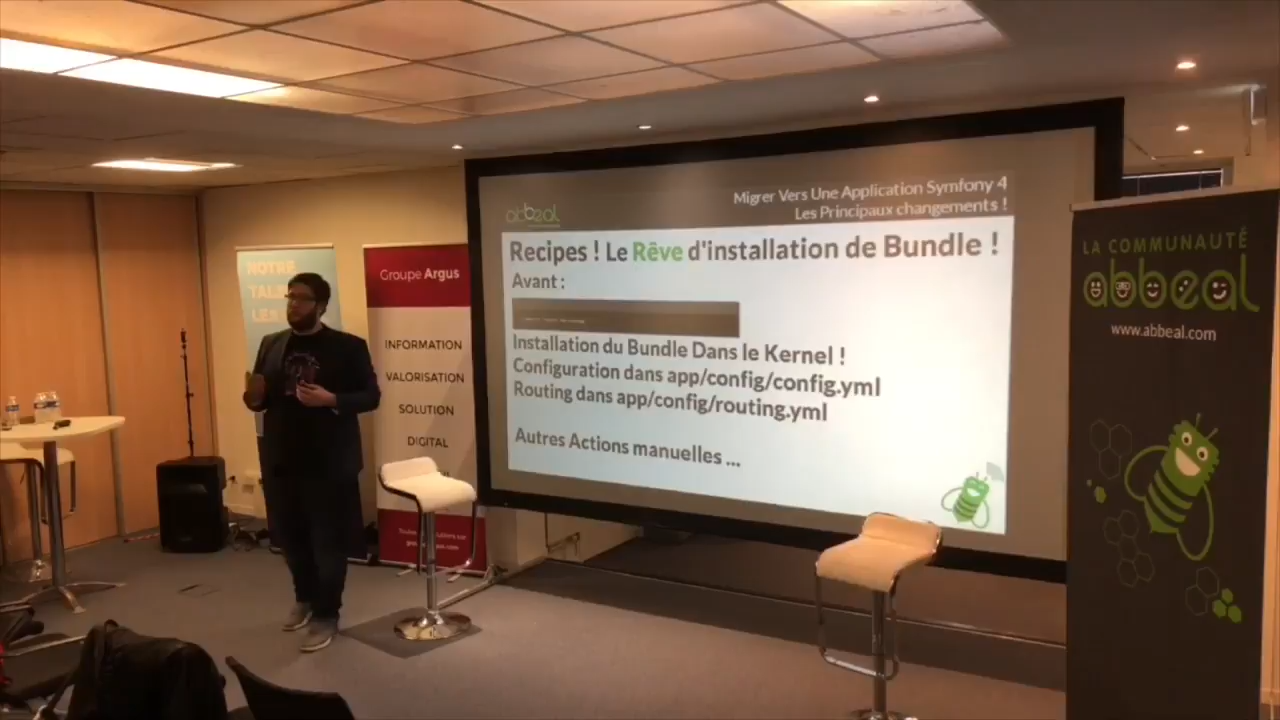 NOTRE
Groupe Argus
INFORMATION
VALORISATION
SOLUTION
DIGITAL
abbeal
Migrer Vers Une Application Symfony 4
Les Principaux changements !
Recipes ! Le Rêve d'installation de Bundle !
Avant :
Installation du Bundle Dans le Kernel !
Configuration dans app/config/config.yml
Routing dans app/config/routing.yml
Autres Actions manuelles ...
LA COMMUNAUTÉ
abbeal
www.abbeal.com